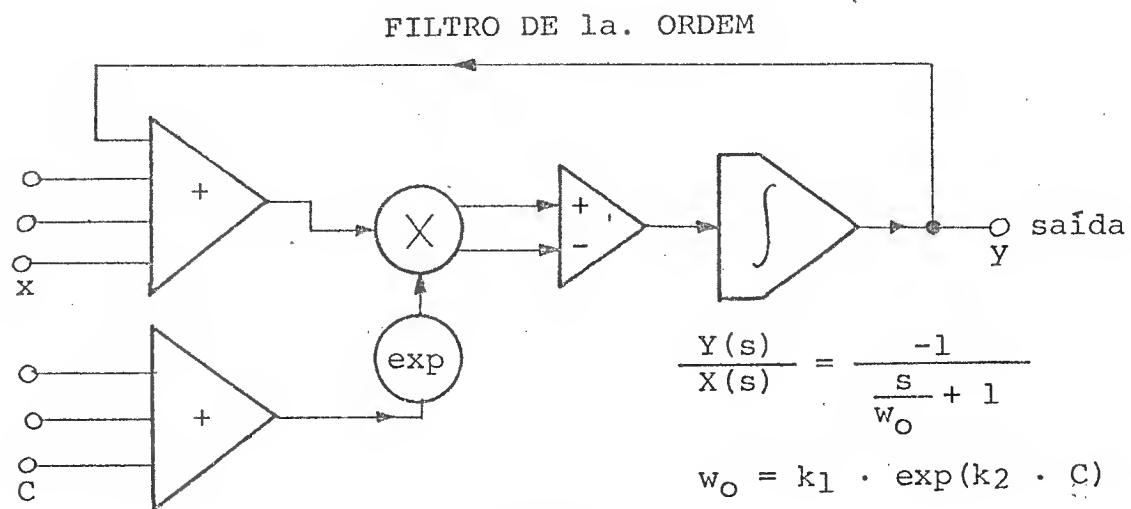 FILTRO DE 1a. ORDEM
+
x
X
+
-
∫
saída
y
exp
+
C
Y(s)
X(s)
=
-1
s
wo
+ 1
wo = k1 · exp(k2 · C)